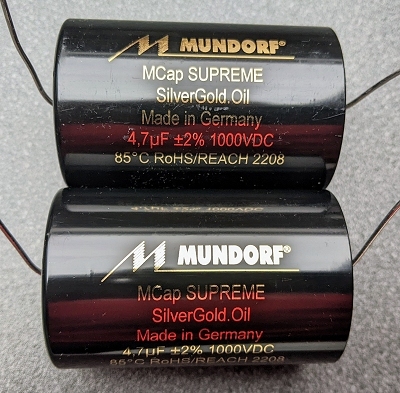 MUNDORF®
MCap SUPREME
SilverGold.Oil
Made in Germany
4,7µF ±2% 1000VDC
85°C RoHS/REACH 2208
MUNDORF®
MCap SUPREME
SilverGold.Oil
Made in Germany
4,7µF ±2% 1000VDC
85°C RoHS/REACH 2208